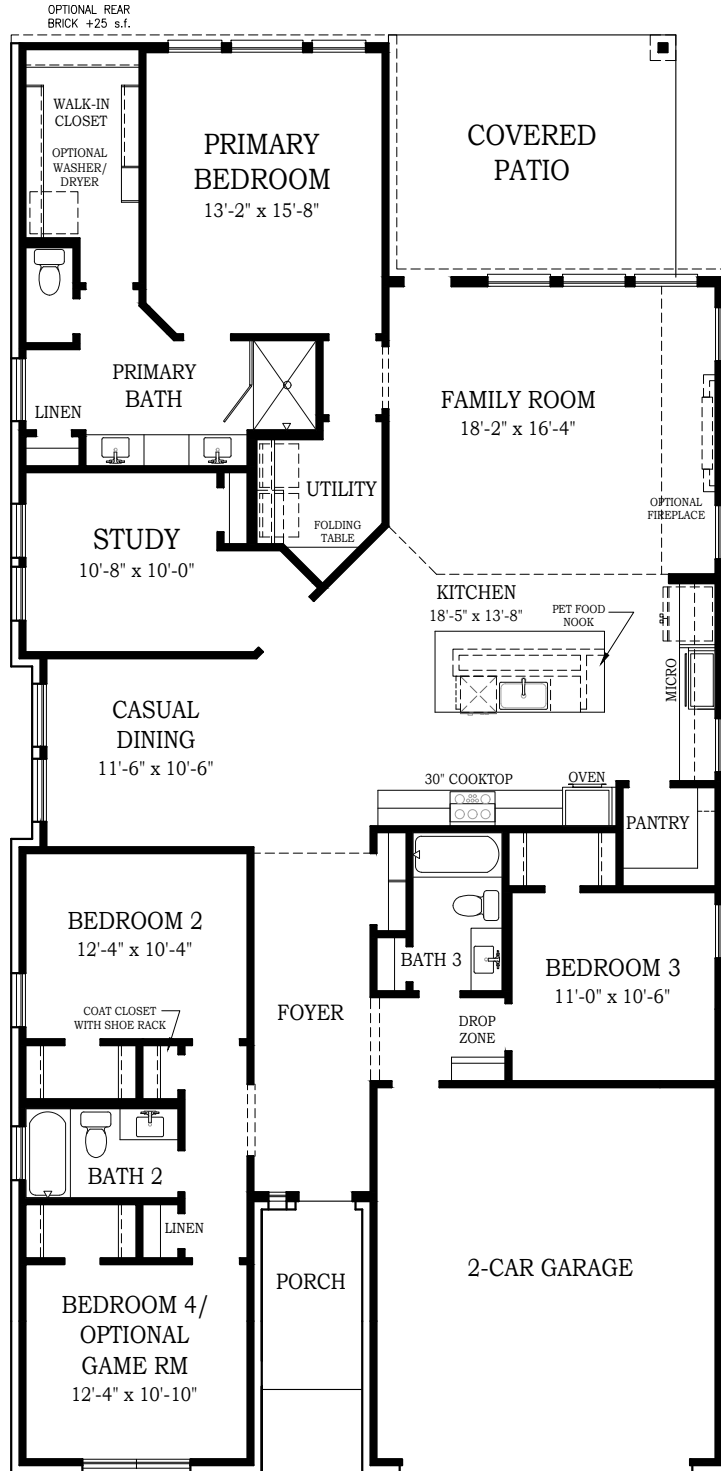 OPTIONAL REAR
BRICK +25 s.f.
WALK-IN
CLOSET
OPTIONAL
WASHER/
DRYER
PRIMARY
BEDROOM
13'-2" x 15'-8"
COVERED
PATIO
PRIMARY
BATH
LINEN
FAMILY ROOM
18'-2" x 16'-4"
OPTIONAL
FIREPLACE
UTILITY
FOLDING
TABLE
STUDY
10'-8" x 10'-0"
KITCHEN
18'-5" x 13'-8"
PET FOOD
NOOK
MICRO
CASUAL
DINING
11'-6" x 10'-6"
30" COOKTOP
OVEN
PANTRY
BEDROOM 2
12'-4" x 10'-4"
COAT CLOSET
WITH SHOE RACK
FOYER
BATH 3
DROP
ZONE
BEDROOM 3
11'-0" x 10'-6"
BATH 2
LINEN
PORCH
2-CAR GARAGE
BEDROOM 4/
OPTIONAL
GAME RM
12'-4" x 10'-10"